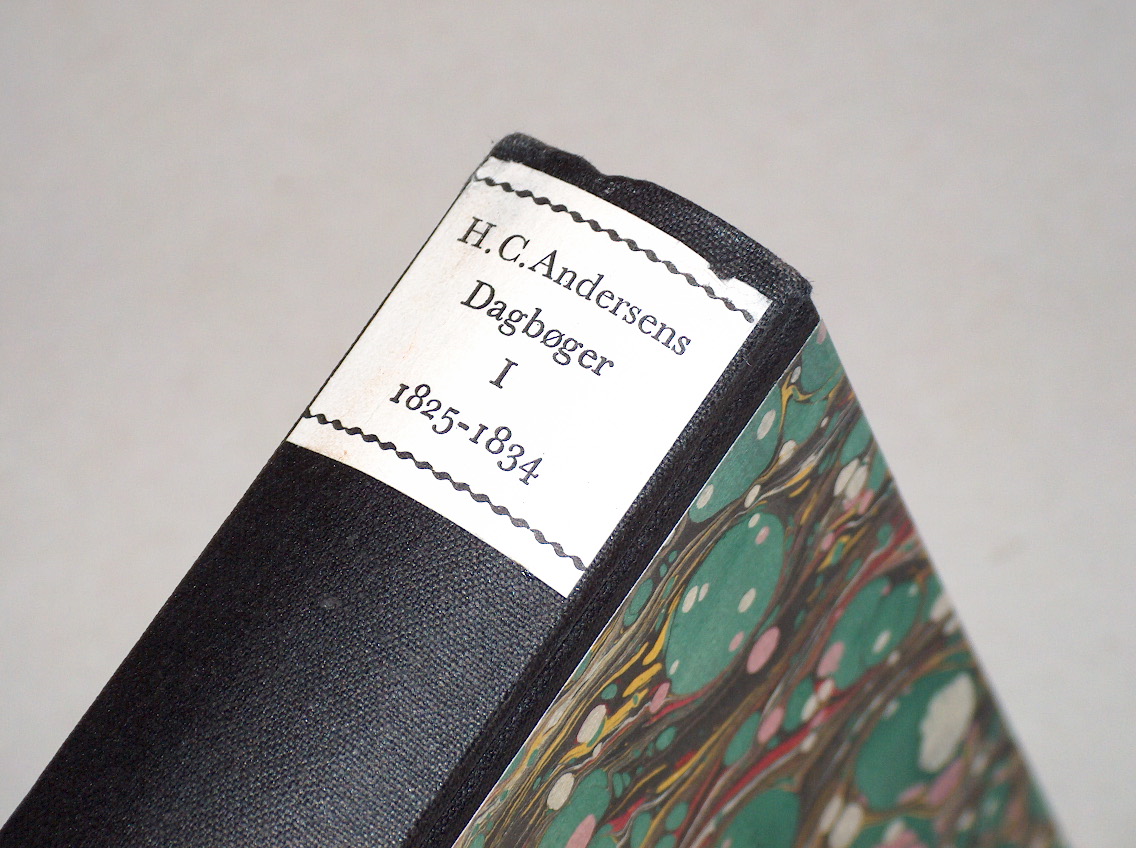 H. C. Andersens
Dagbøger
I
1825-1834